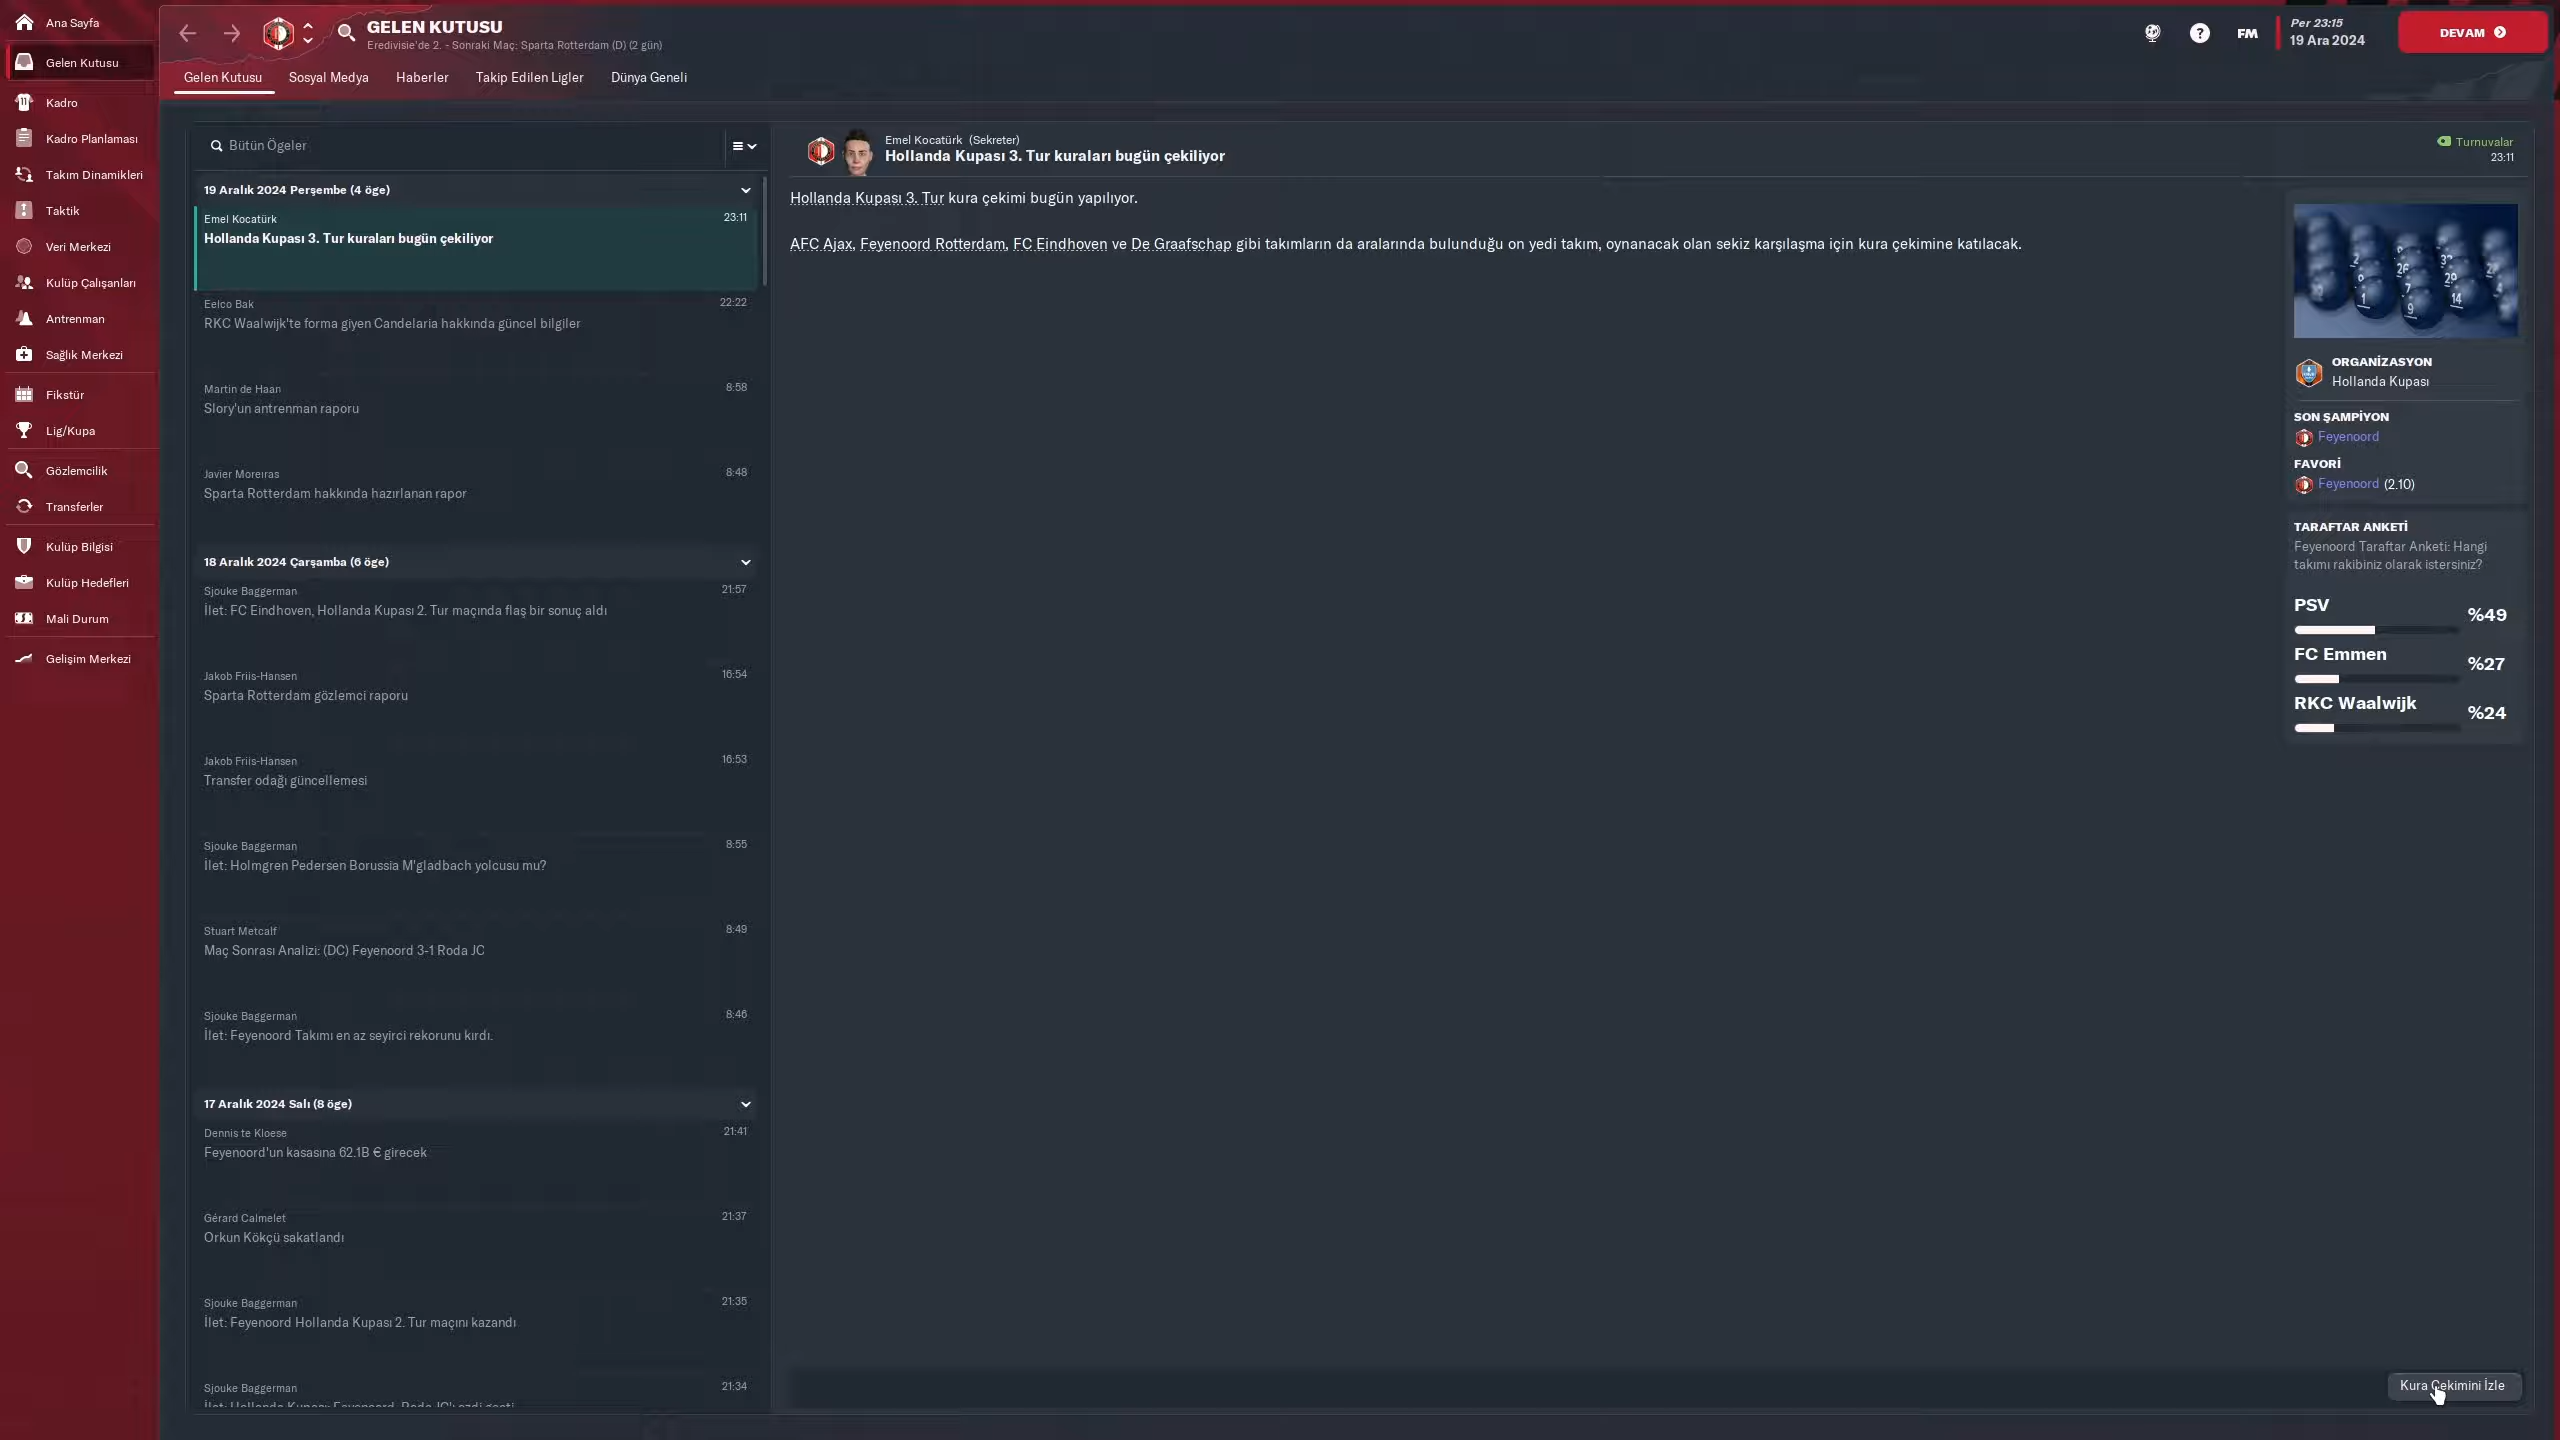 Ana Sayfa
Gelen Kutusu
Kadro
Kadro Planlaması
Takım Dinamikleri
Taktik
Veri Merkezi
Kulüp Çalışanları
Antrenman
Sağlık Merkezi
Fikstür
Lig/Kupa
Gözlemcilik
Transferler
Kulüp Bilgisi
Kulüp Hedefleri
Mali Durum
Gelişim Merkezi
GELEN KUTUSU
Eredivisie'de 2. - Sonraki Maç: Sparta Rotterdam (D) (2 gün)
FM
Per 23:15
19 Ara 2024
DEVAM
Gelen Kutusu Sosyal Medya Haberler Takip Edilen Ligler Dünya Geneli
Bütün Ögeler
19 Aralık 2024 Perşembe (4 öge)
Emel Kocatürk 23:11
Hollanda Kupası 3. Tur kuraları bugün çekiliyor
Eelco Bak 22:22
RKC Waalwijk'te forma giyen Candelaria hakkında güncel bilgiler
Martin de Haan 8:58
Slory'un antrenman raporu
Javier Moreiras 8:48
Sparta Rotterdam hakkında hazırlanan rapor
18 Aralık 2024 Çarşamba (6 öge)
Sjouke Baggerman 21:57
İlet: FC Eindhoven, Hollanda Kupası 2. Tur maçında flaş bir sonuç aldı
Jakob Friis-Hansen 16:54
Sparta Rotterdam gözlemci raporu
Jakob Friis-Hansen 16:53
Transfer odağı güncellemesi
Sjouke Baggerman 8:55
İlet: Holmgren Pedersen Borussia M'gladbach yolcusu mu?
Stuart Metcalf 8:49
Maç Sonrası Analizi: (DC) Feyenoord 3-1 Roda JC
Sjouke Baggerman 8:46
İlet: Feyenoord Takımı en az seyirci rekorunu kırdı.
17 Aralık 2024 Salı (8 öge)
Dennis te Kloese 21:41
Feyenoord'un kasasına 62.1B € girecek
Gérard Calmelet 21:37
Orkun Kökçü sakatlandı
Sjouke Baggerman 21:35
İlet: Feyenoord Hollanda Kupası 2. Tur maçını kazandı
Sjouke Baggerman 21:34
Emel Kocatürk (Sekreter)
Hollanda Kupası 3. Tur kuraları bugün çekiliyor
Turnuvalar
23:11
Hollanda Kupası 3. Tur kura çekimi bugün yapılıyor.
AFC Ajax, Feyenoord Rotterdam, FC Eindhoven ve De Graafschap gibi takımların da aralarında bulunduğu on yedi takım, oynanacak olan sekiz karşılaşma için kura çekimine katılacak.
ORGANİZASYON
Hollanda Kupası
SON ŞAMPİYON
Feyenoord
FAVORİ
Feyenoord (2.10)
TARAFTAR ANKETİ
Feyenoord Taraftar Anketi: Hangi
takımı rakibiniz olarak istersiniz?
PSV %49
FC Emmen %27
RKC Waalwijk %24
Kura Çekimini İzle